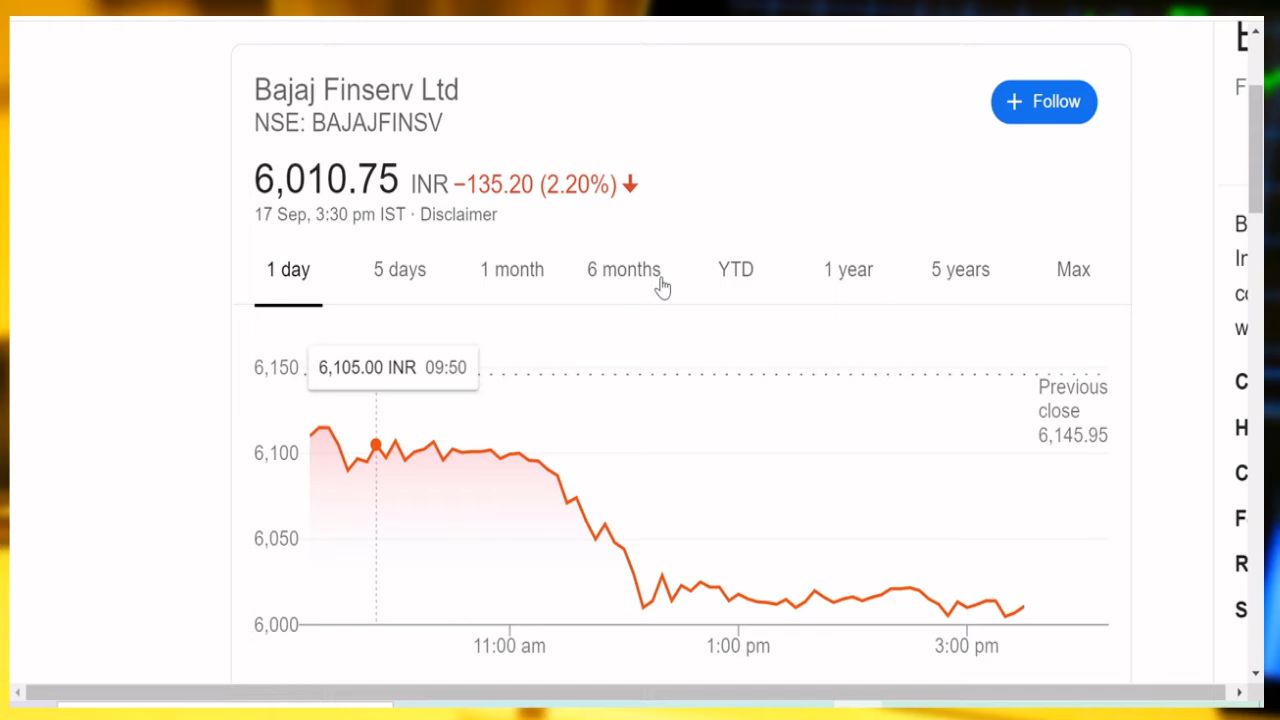 Bajaj Finserv Ltd
NSE: BAJAJFINSV
+ Follow
6,010.75 INR −135.20 (2.20%)
17 Sep, 3:30 pm IST · Disclaimer
1 day 5 days 1 month 6 months YTD 1 year 5 years Max
6,150
6,105.00 INR 09:50
Previous
close
6,145.95
6,100
6,050
6,000
11:00 am 1:00 pm 3:00 pm